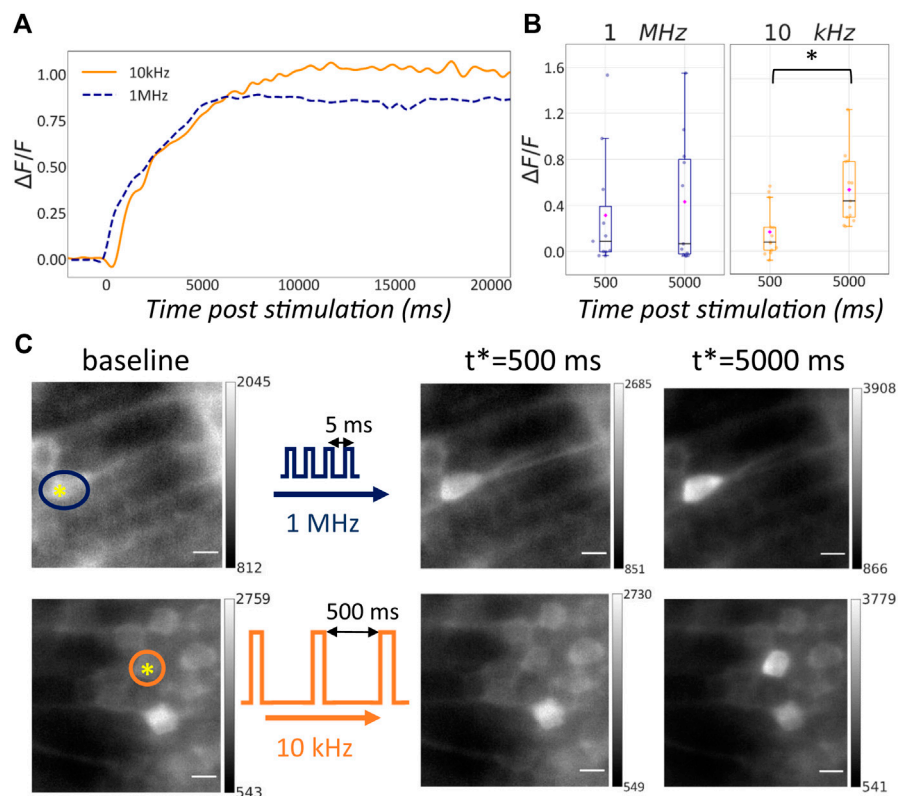 A
1.00
0.75
0.50
0.25
0.00
ΔF/F
10kHz
1MHz
0
5000
10000
15000
20000
Time post stimulation (ms)
B
1 MHz
10 kHz
*
1.6
1.2
0.8
0.4
0.0
ΔF/F
500
5000
500
5000
Time post stimulation (ms)
C
baseline
t*=500 ms
t*=5000 ms
2045
812
*
5 ms
1 MHz
2685
851
3908
866
2759
543
*
500 ms
10 kHz
2730
549
3779
541